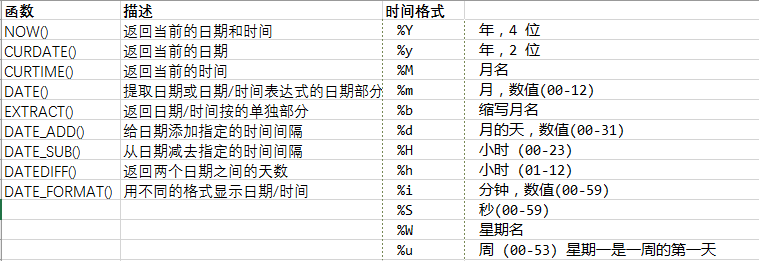 函数 描述 时间格式
NOW() 返回当前的日期和时间 %Y 年，4 位
CURDATE() 返回当前的日期 %y 年，2 位
CURTIME() 返回当前的时间 %M 月名
DATE() 提取日期或日期/时间表达式的日期部分 %m 月，数值(00-12)
EXTRACT() 返回日期/时间按的单独部分 %b 缩写月名
DATE_ADD() 给日期添加指定的时间间隔 %d 月的天，数值(00-31)
DATE_SUB() 从日期减去指定的时间间隔 %H 小时 (00-23)
DATEDIFF() 返回两个日期之间的天数 %h 小时 (01-12)
DATE_FORMAT() 用不同的格式显示日期/时间 %i 分钟，数值(00-59)
%S 秒(00-59)
%W 星期名
%u 周 (00-53) 星期一是一周的第一天